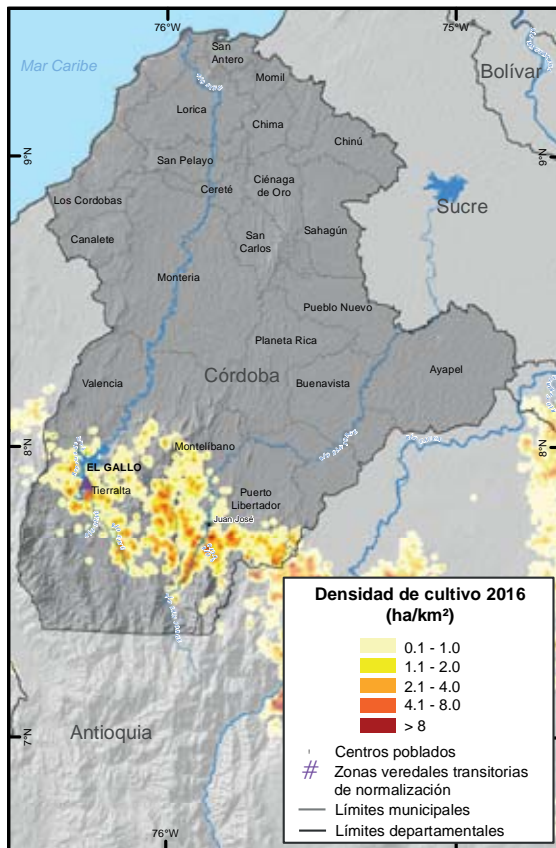 76°W
75°W
San
Antero
Mar Caribe
Momil
Bolívar
Lorica
Chima
Chinú
9°N
9°N
San Pelayo
Ciénaga
de Oro
Cereté
Los Cordobas
Sucre
Canalete
San
Carlos
Sahagún
Monteria
Pueblo Nuevo
Planeta Rica
Ayapel
Valencia
Córdoba
Buenavista
8°N
8°N
Montelíbano
EL GALLO
Tierralta
Puerto
Libertador
Juan José
Densidad de cultivo 2016
(ha/km²)
0.1 - 1.0
1.1 - 2.0
2.1 - 4.0
4.1 - 8.0
> 8
Centros poblados
# Zonas veredales transitorias
de normalización
Límites municipales
Límites departamentales
7°N
7°N
Antioquia
76°W